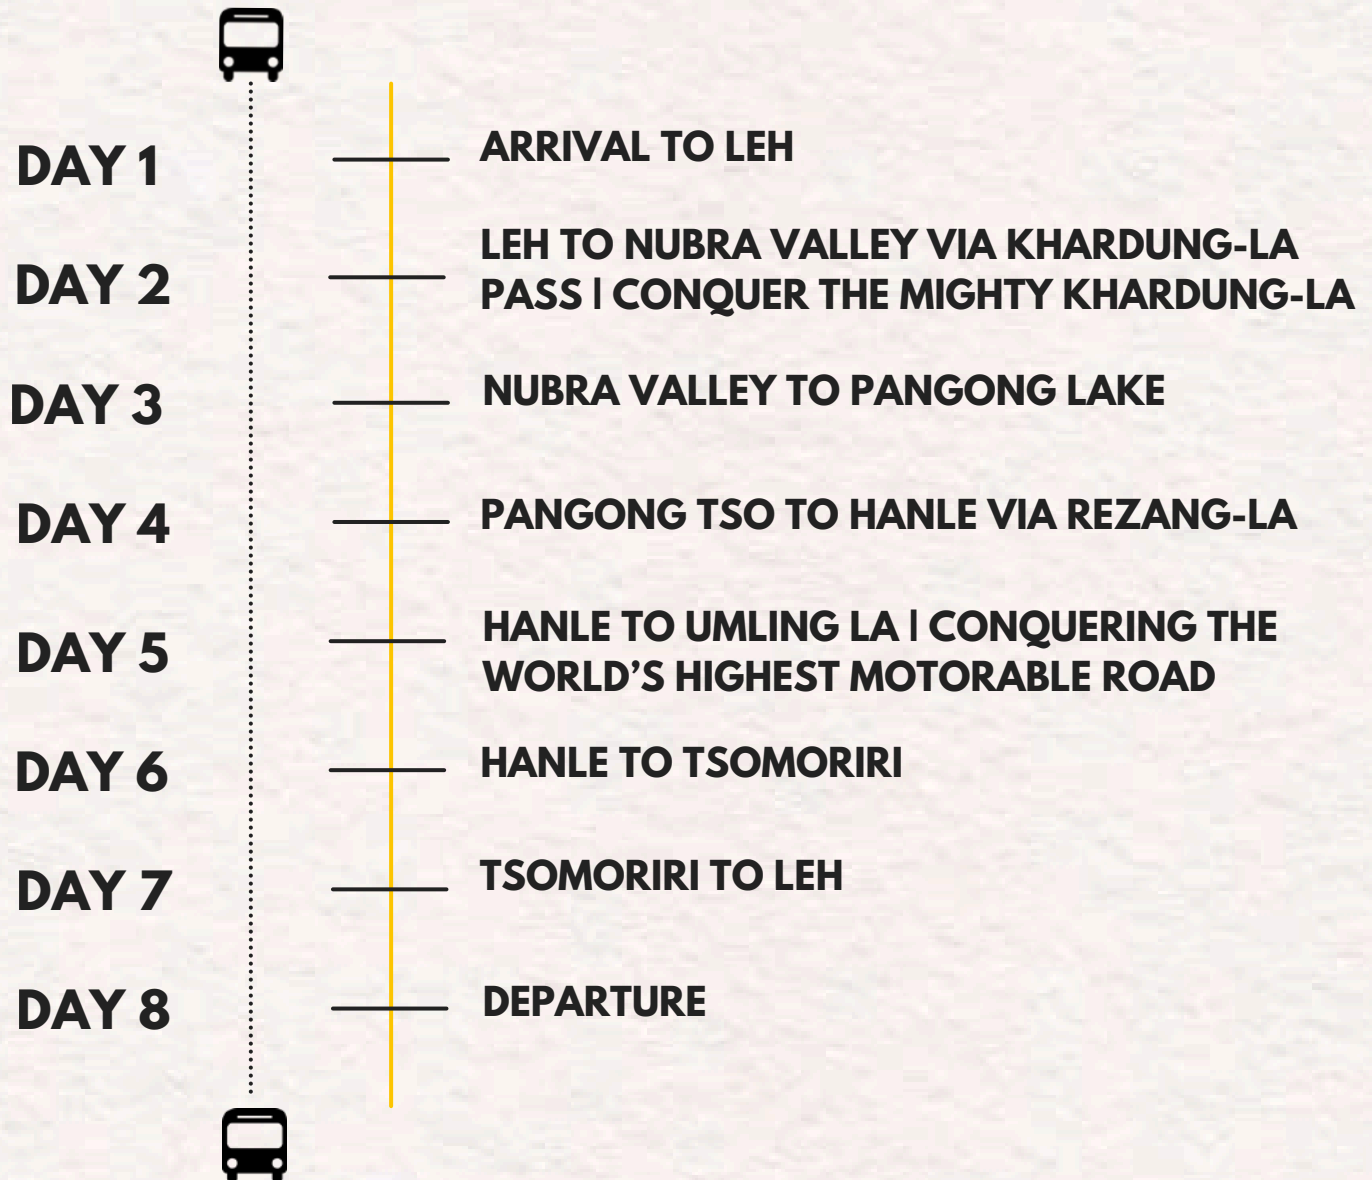 DAY 1
ARRIVAL TO LEH
DAY 2
LEH TO NUBRA VALLEY VIA KHARDUNG-LA
PASS | CONQUER THE MIGHTY KHARDUNG-LA
DAY 3
NUBRA VALLEY TO PANGONG LAKE
DAY 4
PANGONG TSO TO HANLE VIA REZANG-LA
DAY 5
HANLE TO UMLING LA | CONQUERING THE
WORLD’S HIGHEST MOTORABLE ROAD
DAY 6
HANLE TO TSOMORIRI
DAY 7
TSOMORIRI TO LEH
DAY 8
DEPARTURE